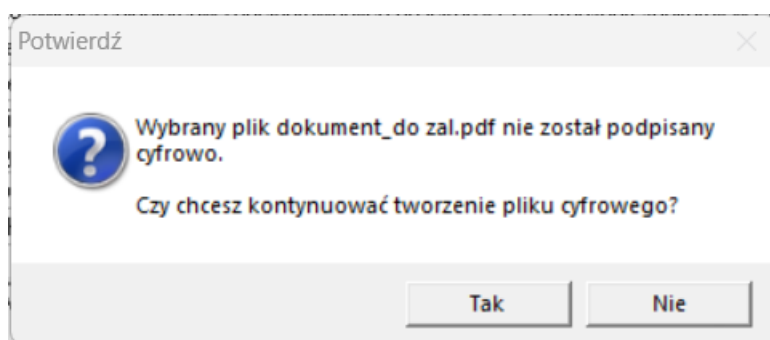 Potwierdź
Wybrany plik dokument_do zal.pdf nie został podpisany
cyfrowo.
Czy chcesz kontynuować tworzenie pliku cyfrowego?
Tak
Nie